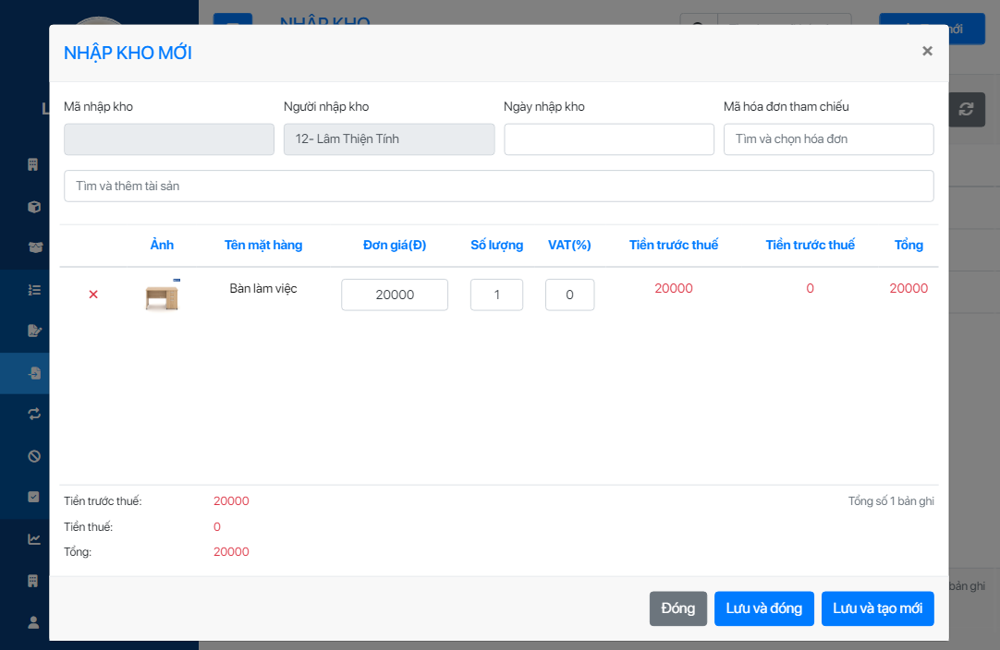 NHẬP KHO
NHẬP KHO MỚI
×
Mã nhập kho
Người nhập kho
Ngày nhập kho
Mã hóa đơn tham chiếu
12- Lâm Thiện Tính
Tìm và chọn hóa đơn
Tìm và thêm tài sản
Ảnh
Tên mặt hàng
Đơn giá(Đ)
Số lượng
VAT(%)
Tiền trước thuế
Tiền trước thuế
Tổng
Bàn làm việc
20000
1
0
20000
0
20000
Tiền trước thuế:
20000
Tổng số 1 bản ghi
Tiền thuế:
0
Tổng:
20000
bản ghi
Đóng
Lưu và đóng
Lưu và tạo mới